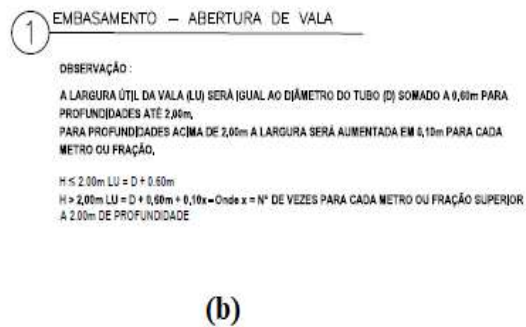 1 EMBASAMENTO – ABERTURA DE VALA
OBSERVAÇÃO :
A LARGURA ÚTIL DA VALA (LU) SERÁ IGUAL AO DIÂMETRO DO TUBO (D) SOMADO A 0,60m PARA
PROFUNDIDADES ATÉ 2,00m,
PARA PROFUNDIDADES ACIMA DE 2,00m A LARGURA SERÁ AUMENTADA EM 0,10m PARA CADA
METRO OU FRAÇÃO,
H ≤ 2.00m LU = D + 0.60m
H > 2,00m LU = D + 0,60m + 0,10x – Onde x = Nº DE VEZES PARA CADA METRO OU FRAÇÃO SUPERIOR
A 2.00m DE PROFUNDIDADE
(b)